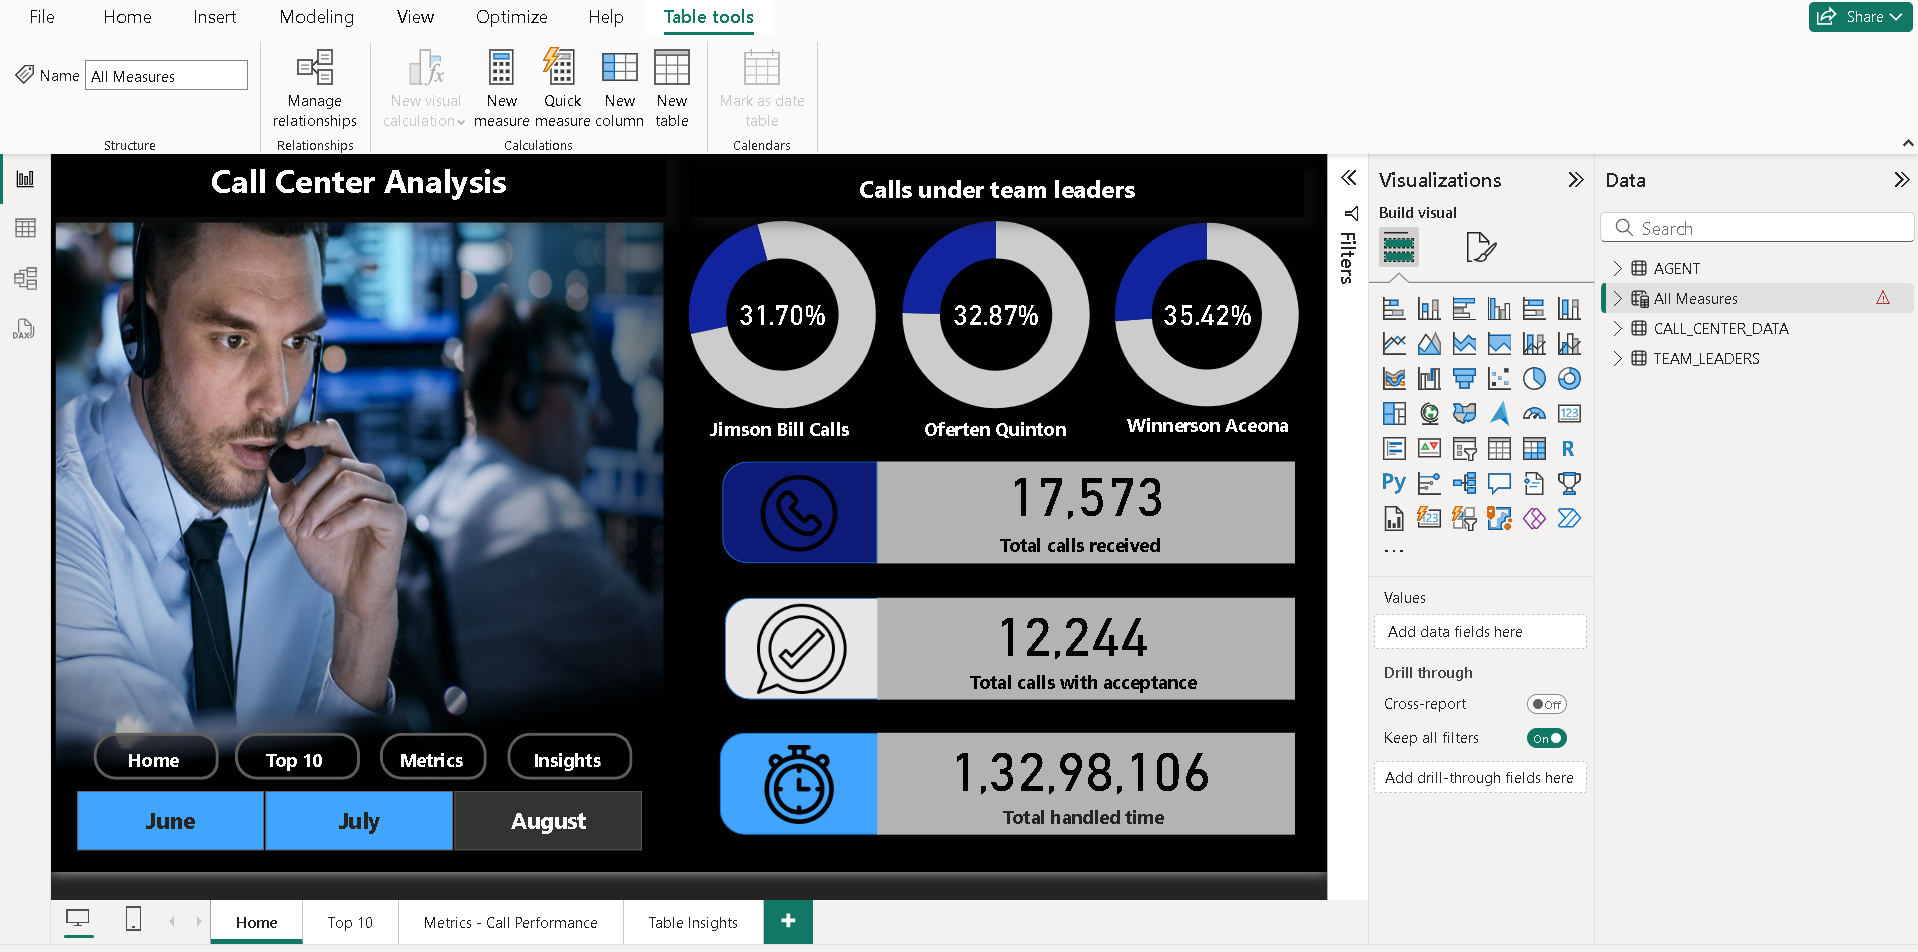 File Home Insert Modeling View Optimize Help Table tools Share
Name All Measures
Manage relationships
New visual calculation
New measure
Quick measure
New column
New table
Mark as date table
Structure Relationships Calculations Calendars
Call Center Analysis
Home Top 10 Metrics Insights
June July August
Calls under team leaders
31.70% 32.87% 35.42%
Jimson Bill Calls Oferten Quinton Winnerson Aceona
17,573
Total calls received
12,244
Total calls with acceptance
1,32,98,106
Total handled time
Filters
Visualizations
Build visual
123
R
Py
123
...
Values
Add data fields here
Drill through
Cross-report Off
Keep all filters On
Add drill-through fields here
Data
Search
AGENT
All Measures
CALL_CENTER_DATA
TEAM_LEADERS
DAX
Home Top 10 Metrics - Call Performance Table Insights +